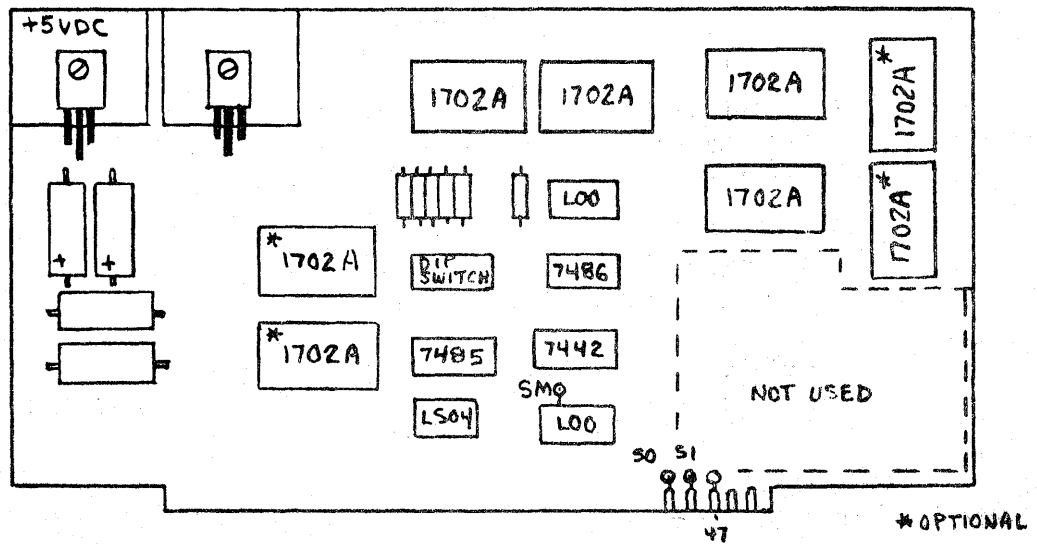 +5VDC
1702A
1702A
1702A
*1702A
1702A
*1702A
L00
*1702A
DIP
SWITCH
7486
*1702A
7485
7442
SM
LS04
L00
NOT USED
S0
S1
47
*OPTIONAL